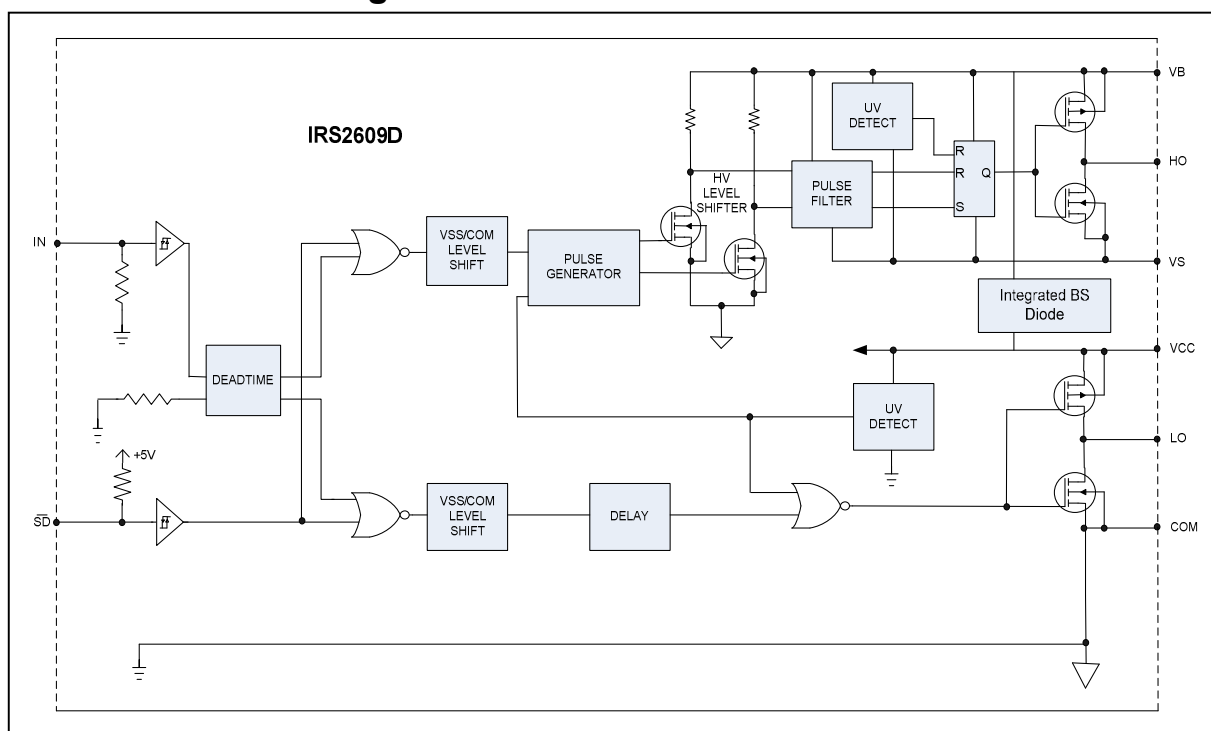 VB
UV
DETECT
IRS2609D
R
R
Q
S
HO
HV
LEVEL
SHIFTER
PULSE
FILTER
IN
VSS/COM
LEVEL
SHIFT
PULSE
GENERATOR
VS
Integrated BS
Diode
VCC
DEADTIME
UV
DETECT
LO
+5V
SD
VSS/COM
LEVEL
SHIFT
DELAY
COM